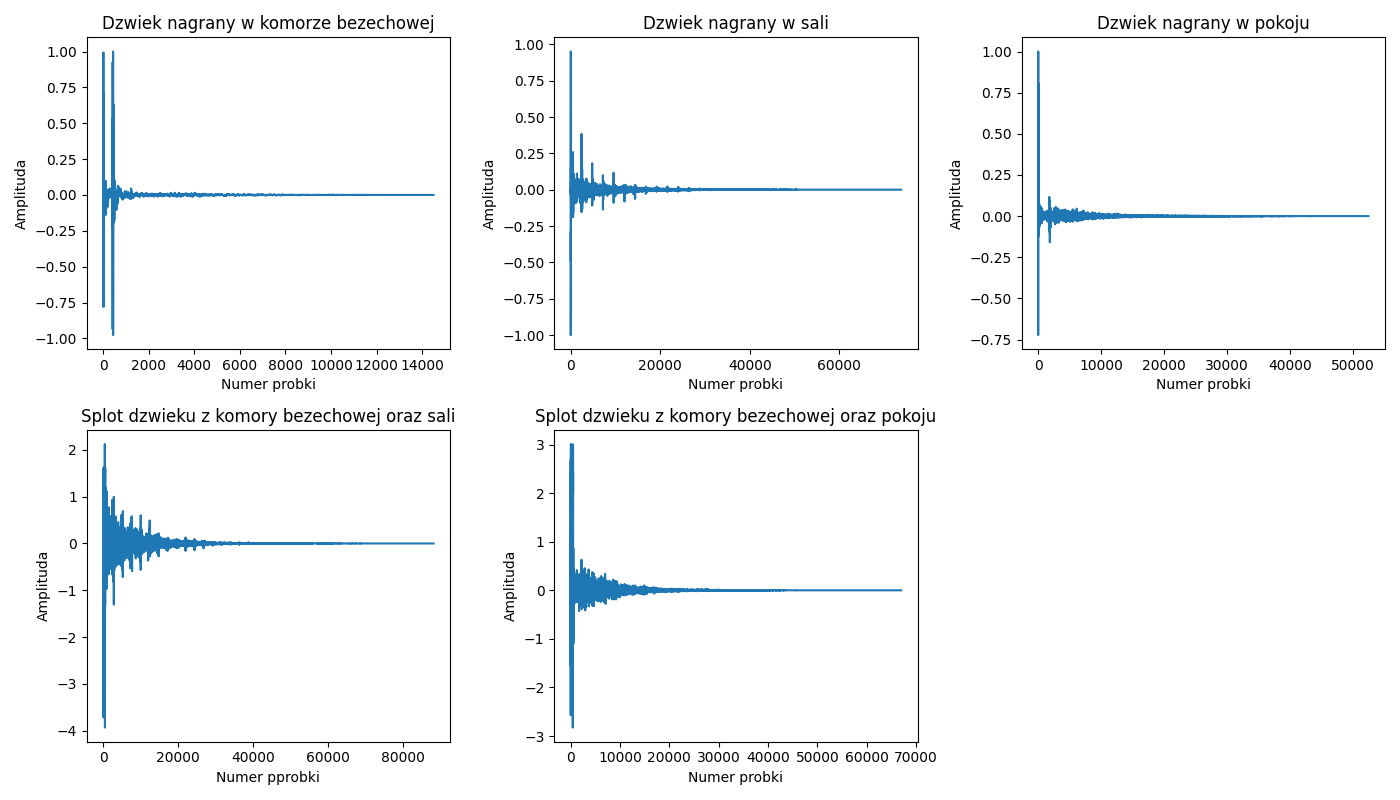 Dzwiek nagrany w komorze bezechowej
Amplituda
1.00
0.75
0.50
0.25
0.00
−0.25
−0.50
−0.75
−1.00
0 2000 4000 6000 8000 10000 12000 14000
Numer probki
Dzwiek nagrany w sali
Amplituda
1.00
0.75
0.50
0.25
0.00
−0.25
−0.50
−0.75
−1.00
0 20000 40000 60000
Numer probki
Dzwiek nagrany w pokoju
Amplituda
1.00
0.75
0.50
0.25
0.00
−0.25
−0.50
−0.75
0 10000 20000 30000 40000 50000
Numer probki
Splot dzwieku z komory bezechowej oraz sali
Amplituda
2
1
0
−1
−2
−3
−4
0 20000 40000 60000 80000
Numer pprobki
Splot dzwieku z komory bezechowej oraz pokoju
Amplituda
3
2
1
0
−1
−2
−3
0 10000 20000 30000 40000 50000 60000 70000
Numer probki